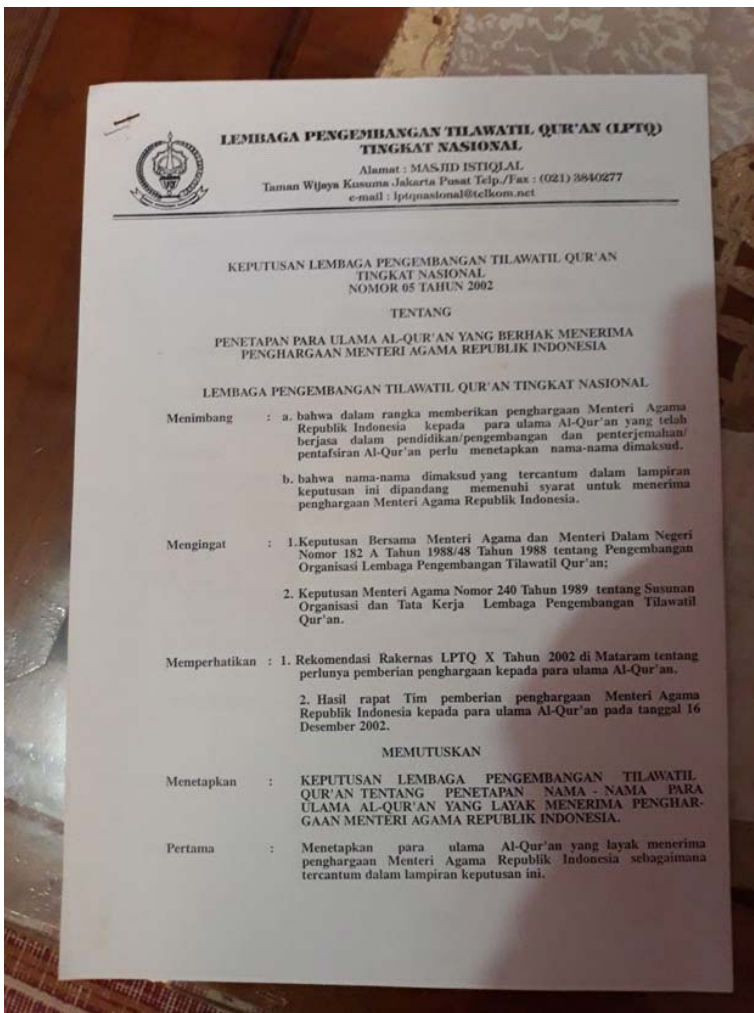 LEMBAGA PENGEMBANGAN TILAWATIL QUR'AN (LPTQ)
TINGKAT NASIONAL
Alamat : MASJID ISTIQLAL
Taman Wijaya Kusuma Jakarta Pusat Telp./Fax : (021) 3840277
e-mail : lptqnasional@telkom.net
KEPUTUSAN LEMBAGA PENGEMBANGAN TILAWATIL QUR'AN
TINGKAT NASIONAL
NOMOR 05 TAHUN 2002
TENTANG
PENETAPAN PARA ULAMA AL-QUR'AN YANG BERHAK MENERIMA
PENGHARGAAN MENTERI AGAMA REPUBLIK INDONESIA
LEMBAGA PENGEMBANGAN TILAWATIL QUR'AN TINGKAT NASIONAL
Menimbang : a. bahwa dalam rangka memberikan penghargaan Menteri Agama
Republik Indonesia kepada para ulama Al-Qur'an yang telah
berjasa dalam pendidikan/pengembangan dan penterjemahan/
pentafsiran Al-Qur'an perlu menetapkan nama-nama dimaksud.
b. bahwa nama-nama dimaksud yang tercantum dalam lampiran
keputusan ini dipandang memenuhi syarat untuk menerima
penghargaan Menteri Agama Republik Indonesia.
Mengingat : 1.Keputusan Bersama Menteri Agama dan Menteri Dalam Negeri
Nomor 182 A Tahun 1988/48 Tahun 1988 tentang Pengembangan
Organisasi Lembaga Pengembangan Tilawatil Qur'an;
2. Keputusan Menteri Agama Nomor 240 Tahun 1989 tentang Susunan
Organisasi dan Tata Kerja Lembaga Pengembangan Tilawatil
Qur'an.
Memperhatikan : 1. Rekomendasi Rakernas LPTQ X Tahun 2002 di Mataram tentang
perlunya pemberian penghargaan kepada para ulama Al-Qur'an.
2. Hasil rapat Tim pemberian penghargaan Menteri Agama
Republik Indonesia kepada para ulama Al-Qur'an pada tanggal 16
Desember 2002.
MEMUTUSKAN
Menetapkan : KEPUTUSAN LEMBAGA PENGEMBANGAN TILAWATIL
QUR'AN TENTANG PENETAPAN NAMA - NAMA PARA
ULAMA AL-QUR'AN YANG LAYAK MENERIMA PENGHAR-
GAAN MENTERI AGAMA REPUBLIK INDONESIA.
Pertama : Menetapkan para ulama Al-Qur'an yang layak menerima
penghargaan Menteri Agama Republik Indonesia sebagaimana
tercantum dalam lampiran keputusan ini.